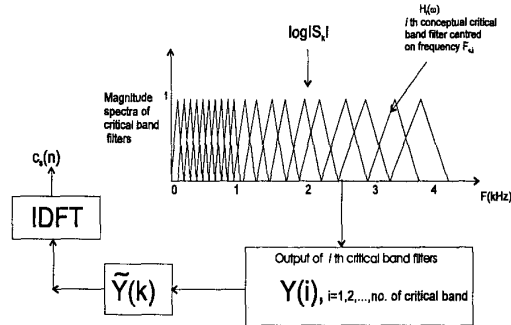 H_i(ω)
i th conceptual critical
band filter centred
on frequency F_c,i
log|S_k|
Magnitude
spectra of
critical band
filters
1
0 1 2 3 4
F(kHz)
c_s(n)
IDFT
Ỹ(k)
Output of i th critical band filters
Y(i), i=1,2,...,no. of critical band